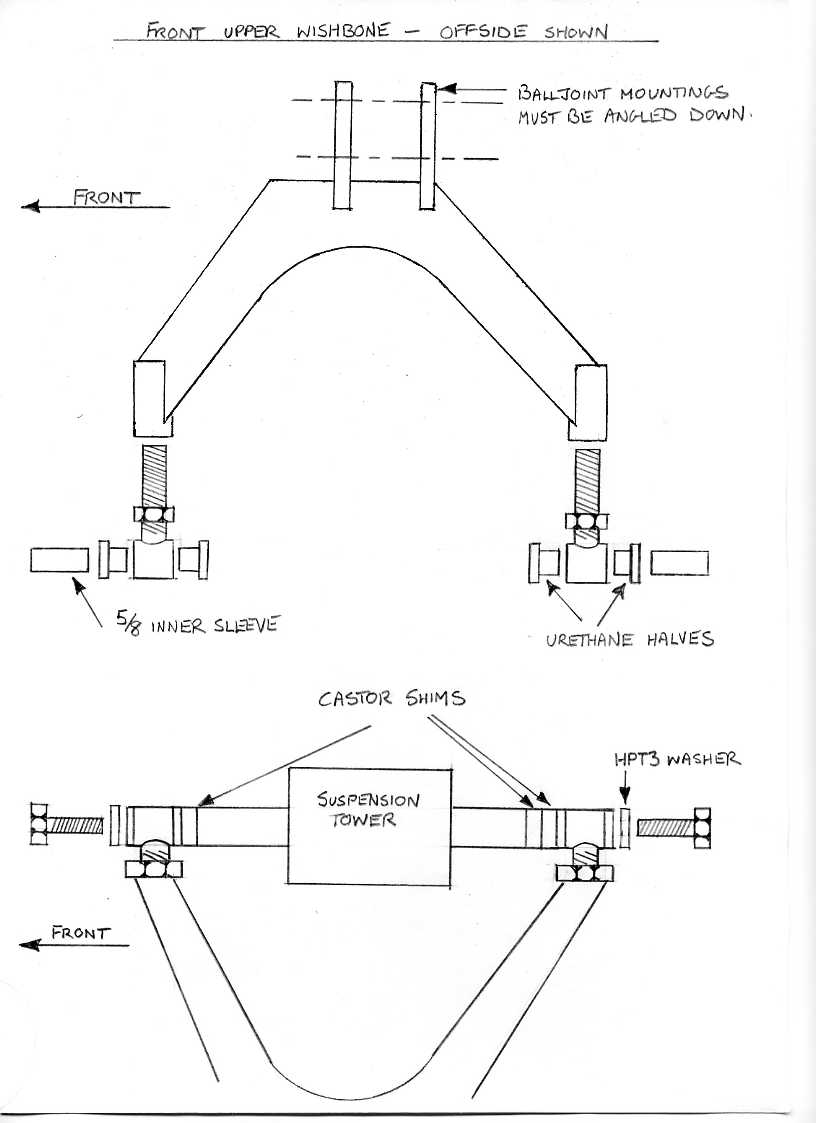 FRONT UPPER WISHBONE – OFFSIDE SHOWN
BALLJOINT MOUNTINGS
MUST BE ANGLED DOWN.
FRONT
5/8 INNER SLEEVE
URETHANE HALVES
CASTOR SHIMS
HPT3 WASHER
SUSPENSION
TOWER
FRONT